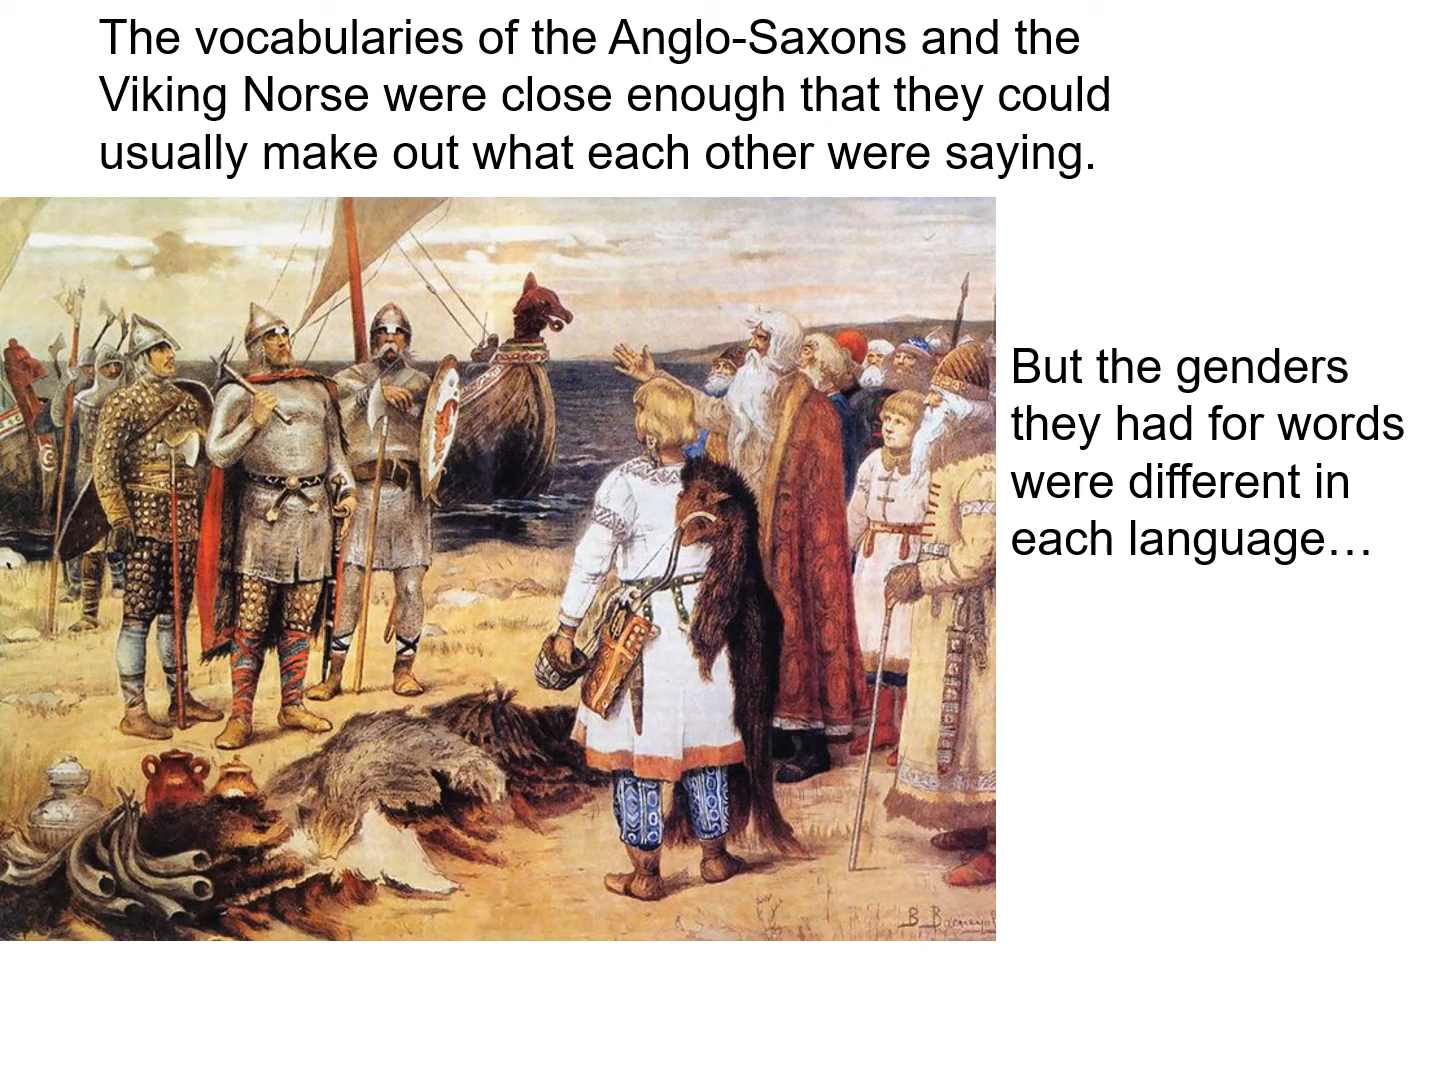 The vocabularies of the Anglo-Saxons and the
Viking Norse were close enough that they could
usually make out what each other were saying.
But the genders
they had for words
were different in
each language…